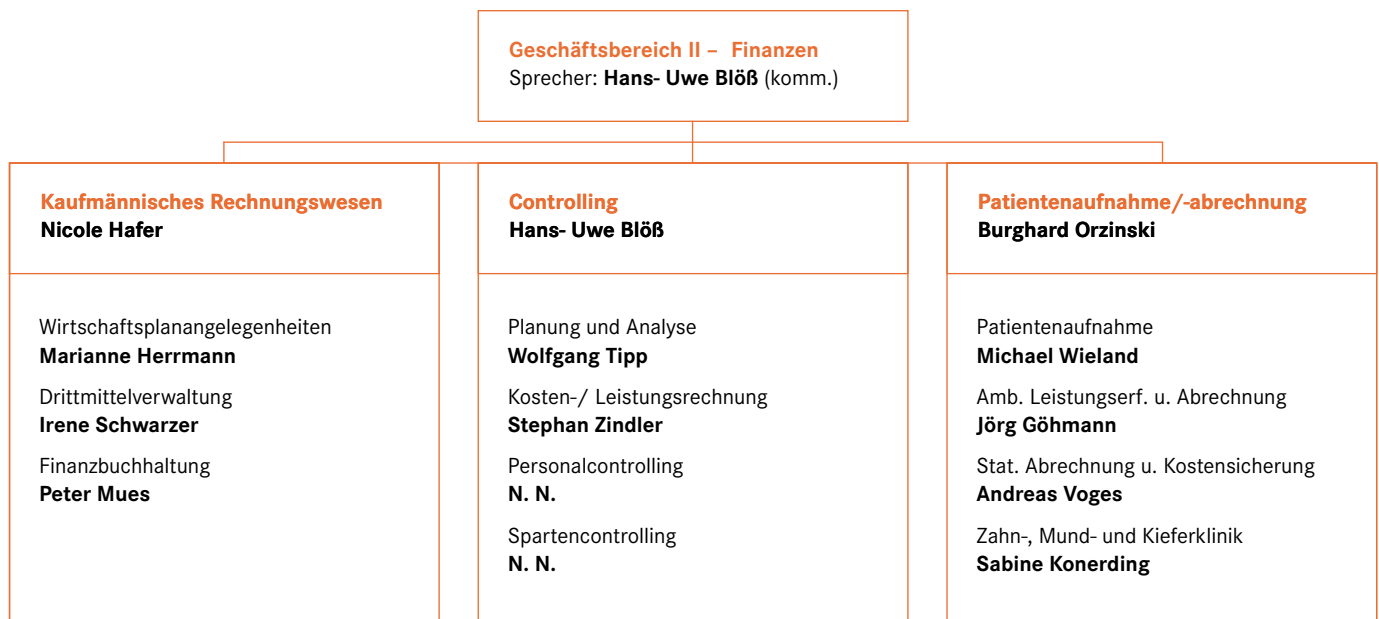 Geschäftsbereich II – Finanzen
Sprecher: Hans- Uwe Blöß (komm.)
Kaufmännisches Rechnungswesen
Nicole Hafer
Wirtschaftsplanangelegenheiten
Marianne Herrmann
Drittmittelverwaltung
Irene Schwarzer
Finanzbuchhaltung
Peter Mues
Controlling
Hans- Uwe Blöß
Planung und Analyse
Wolfgang Tipp
Kosten-/ Leistungsrechnung
Stephan Zindler
Personalcontrolling
N. N.
Spartencontrolling
N. N.
Patientenaufnahme/-abrechnung
Burghard Orzinski
Patientenaufnahme
Michael Wieland
Amb. Leistungserf. u. Abrechnung
Jörg Göhmann
Stat. Abrechnung u. Kostensicherung
Andreas Voges
Zahn-, Mund- und Kieferklinik
Sabine Konerding